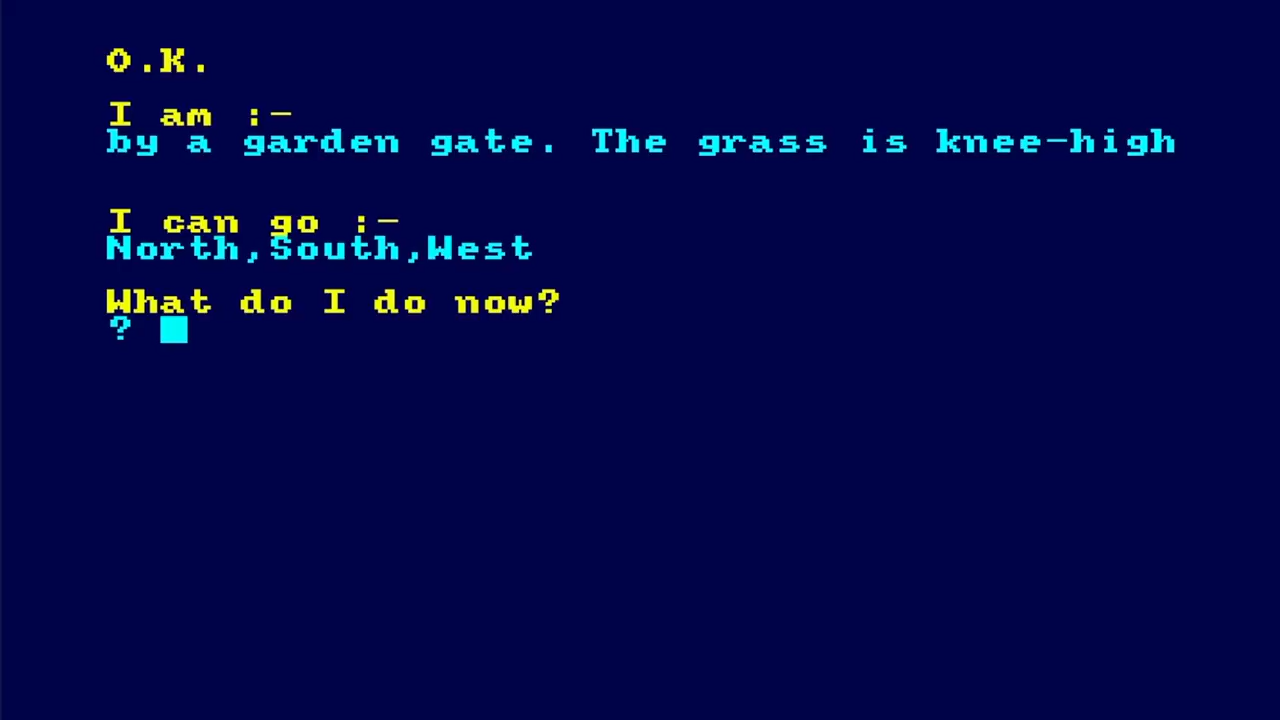 O.K.
I am :-
by a garden gate. The grass is knee-high
I can go :-
North,South,West
What do I do now?
?